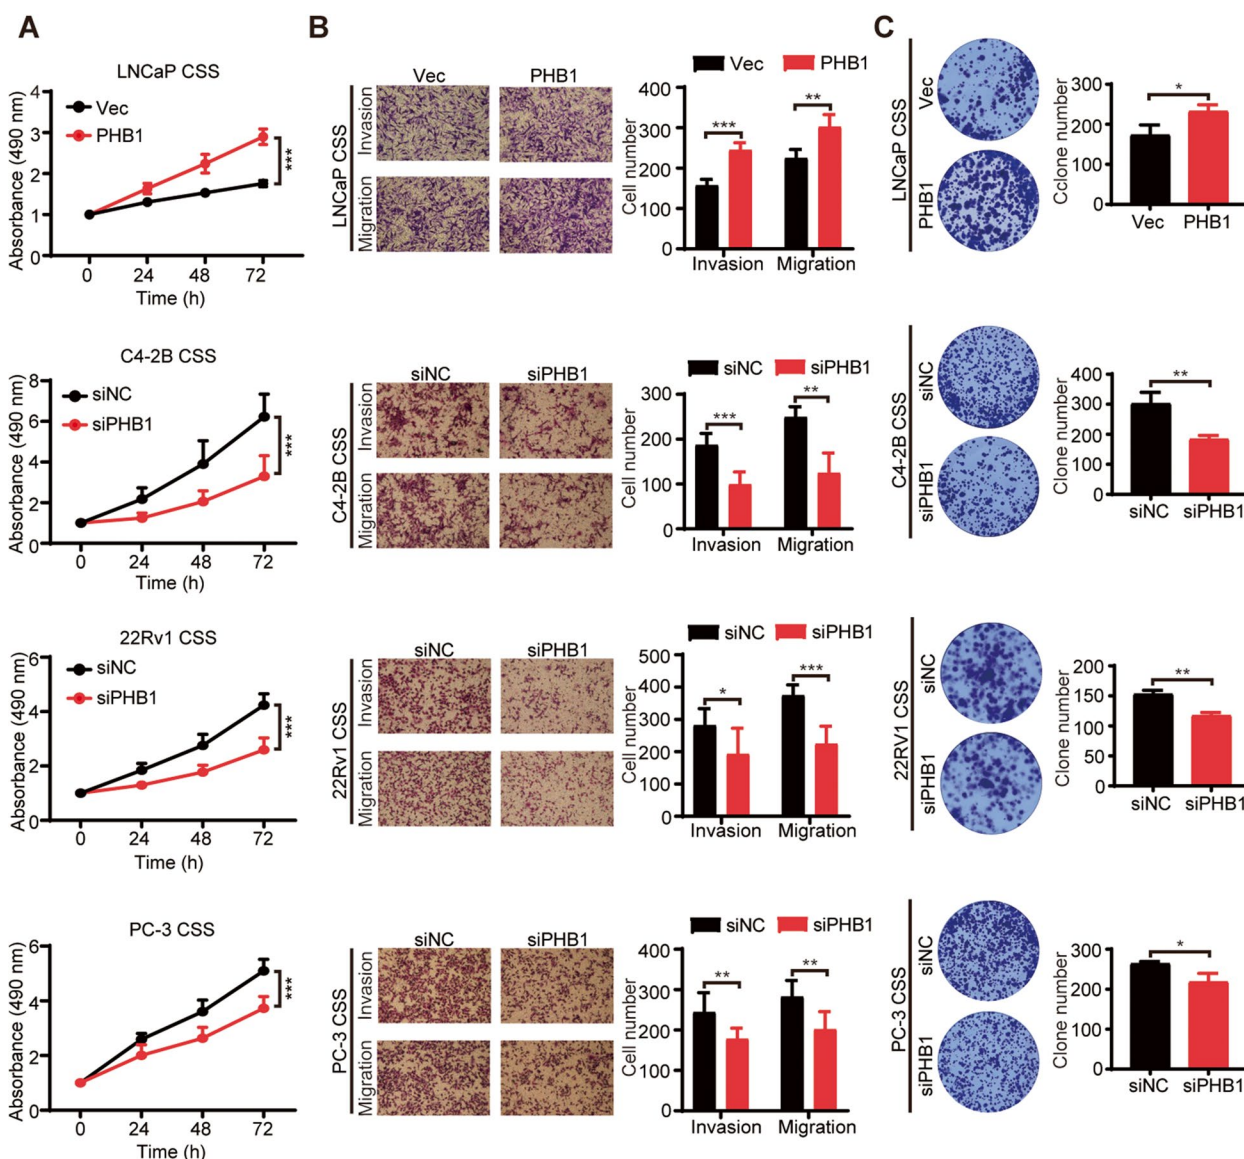 A
B
C
LNCaP CSS
Absorbance (490 nm)
4
3
2
1
0
Vec
PHB1
***
0 24 48 72
Time (h)
LNCaP CSS
Vec PHB1
Invasion
Migration
Vec PHB1
Cell number
600
400
200
0
*** **
Invasion Migration
LNCaP CSS
Vec
PHB1
Cclone number
300
200
100
0
*
Vec PHB1
C4-2B CSS
Absorbance (490 nm)
8
6
4
2
0
siNC
siPHB1
***
0 24 48 72
Time (h)
C4-2B CSS
siNC siPHB1
Invasion
Migration
siNC siPHB1
Cell number
300
200
100
0
*** **
Invasion Migration
C4-2B CSS
siNC
siPHB1
Clone number
400
300
200
100
0
**
siNC siPHB1
22Rv1 CSS
Absorbance (490 nm)
6
4
2
0
siNC
siPHB1
***
0 24 48 72
Time (h)
22Rv1 CSS
siNC siPHB1
Invasion
Migration
siNC siPHB1
Cell number
500
400
300
200
100
0
* ***
Invasion Migration
22RV1 CSS
siNC
siPHB1
Clone number
200
150
100
50
0
**
siNC siPHB1
PC-3 CSS
Absorbance (490 nm)
6
4
2
0
***
0 24 48 72
Time (h)
PC-3 CSS
siNC siPHB1
Invasion
Migration
siNC siPHB1
Cell number
400
300
200
100
0
** **
Invasion Migration
PC-3 CSS
siNC
siPHB1
Clone number
300
200
100
0
*
siNC siPHB1